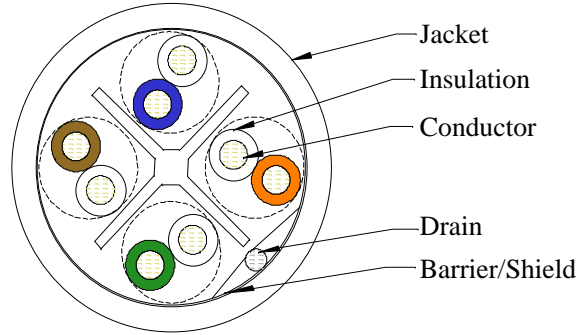 Jacket
Insulation
Conductor
Drain
Barrier/Shield